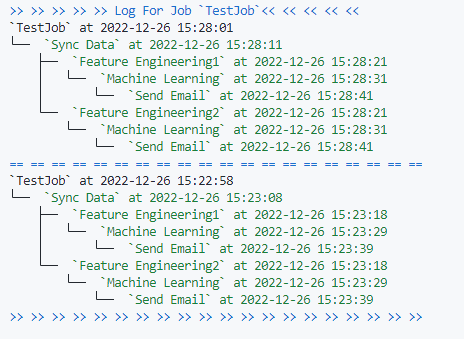 >> >> >> >> >> Log For Job `TestJob`<< << << << <<
`TestJob` at 2022-12-26 15:28:01
└── `Sync Data` at 2022-12-26 15:28:11
    ├── `Feature Engineering1` at 2022-12-26 15:28:21
    │   └── `Machine Learning` at 2022-12-26 15:28:31
    │       └── `Send Email` at 2022-12-26 15:28:41
    └── `Feature Engineering2` at 2022-12-26 15:28:21
        └── `Machine Learning` at 2022-12-26 15:28:31
            └── `Send Email` at 2022-12-26 15:28:41
== == == == == == == == == == == == == == == == == == == ==
`TestJob` at 2022-12-26 15:22:58
└── `Sync Data` at 2022-12-26 15:23:08
    ├── `Feature Engineering1` at 2022-12-26 15:23:18
    │   └── `Machine Learning` at 2022-12-26 15:23:29
    │       └── `Send Email` at 2022-12-26 15:23:39
    └── `Feature Engineering2` at 2022-12-26 15:23:18
        └── `Machine Learning` at 2022-12-26 15:23:29
            └── `Send Email` at 2022-12-26 15:23:39
>> >> >> >> >> >> >> >> >> >> >> >> >> >> >> >> >> >> >> >>